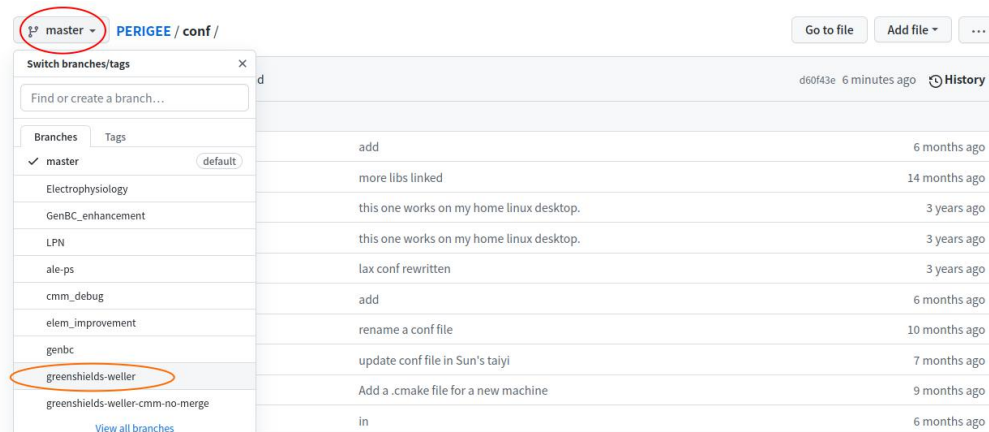 master PERIGEE / conf / Go to file Add file ...
Switch branches/tags ×
d d60f43e 6 minutes ago History
Find or create a branch...
Branches Tags
master default
Electrophysiology
GenBC_enhancement
LPN
ale-ps
cmm_debug
elem_improvement
genbc
greenshields-weller
greenshields-weller-cmm-no-merge
View all branches
add 6 months ago
more libs linked 14 months ago
this one works on my home linux desktop. 3 years ago
this one works on my home linux desktop. 3 years ago
lax conf rewritten 3 years ago
add 6 months ago
rename a conf file 10 months ago
update conf file in Sun's taiyi 7 months ago
Add a .cmake file for a new machine 9 months ago
in 6 months ago